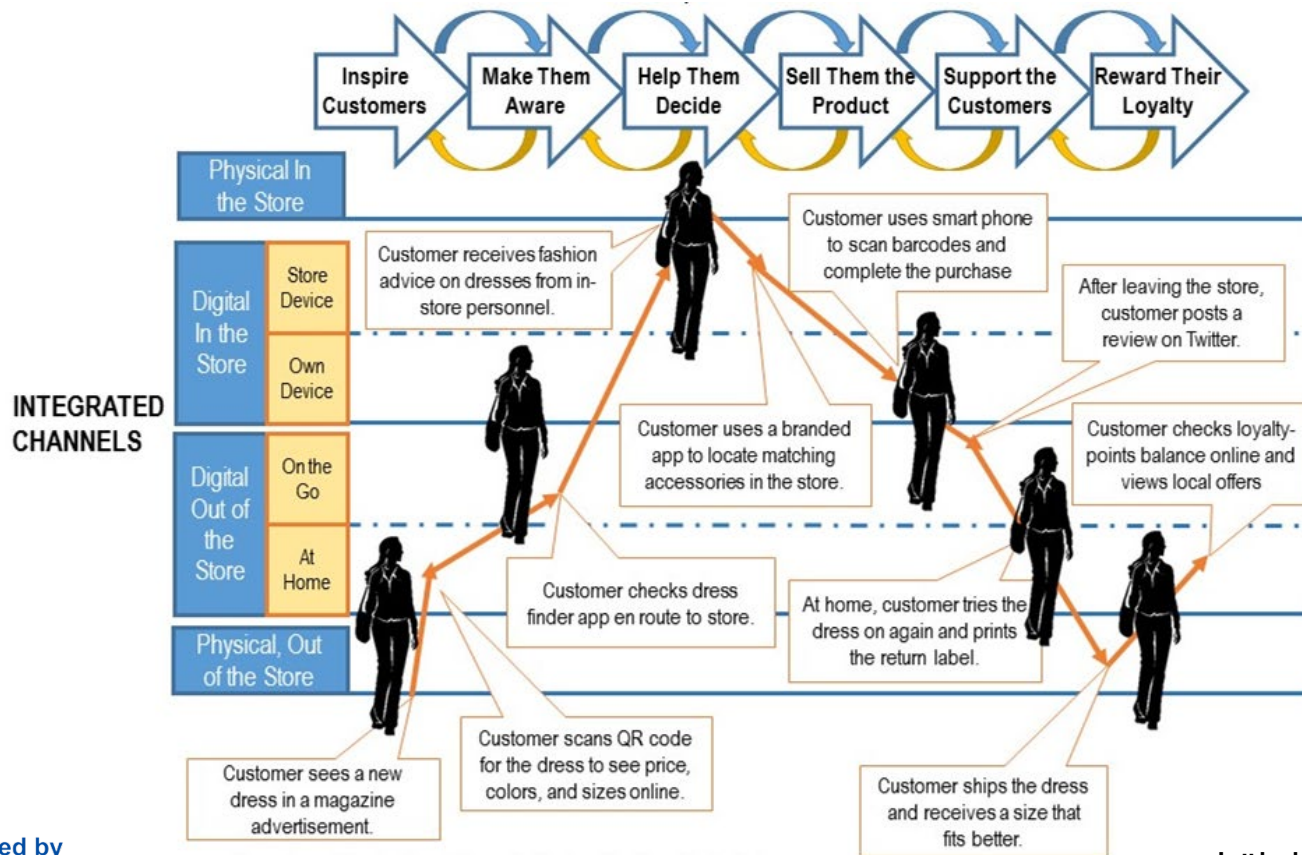 Inspire
Customers
Make Them
Aware
Help Them
Decide
Sell Them the
Product
Support the
Customers
Reward Their
Loyalty
Physical In
the Store
Digital
In the
Store
Store
Device
Own
Device
INTEGRATED
CHANNELS
Digital
Out of
the
Store
On the
Go
At
Home
Physical, Out
of the Store
Customer sees a new
dress in a magazine
advertisement.
Customer scans QR code
for the dress to see price,
colors, and sizes online.
Customer checks dress
finder app en route to store.
Customer receives fashion
advice on dresses from in-
store personnel.
Customer uses a branded
app to locate matching
accessories in the store.
Customer uses smart phone
to scan barcodes and
complete the purchase
After leaving the store,
customer posts a
review on Twitter.
At home, customer tries the
dress on again and prints
the return label.
Customer ships the dress
and receives a size that
fits better.
Customer checks loyalty-
points balance online and
views local offers
ed by